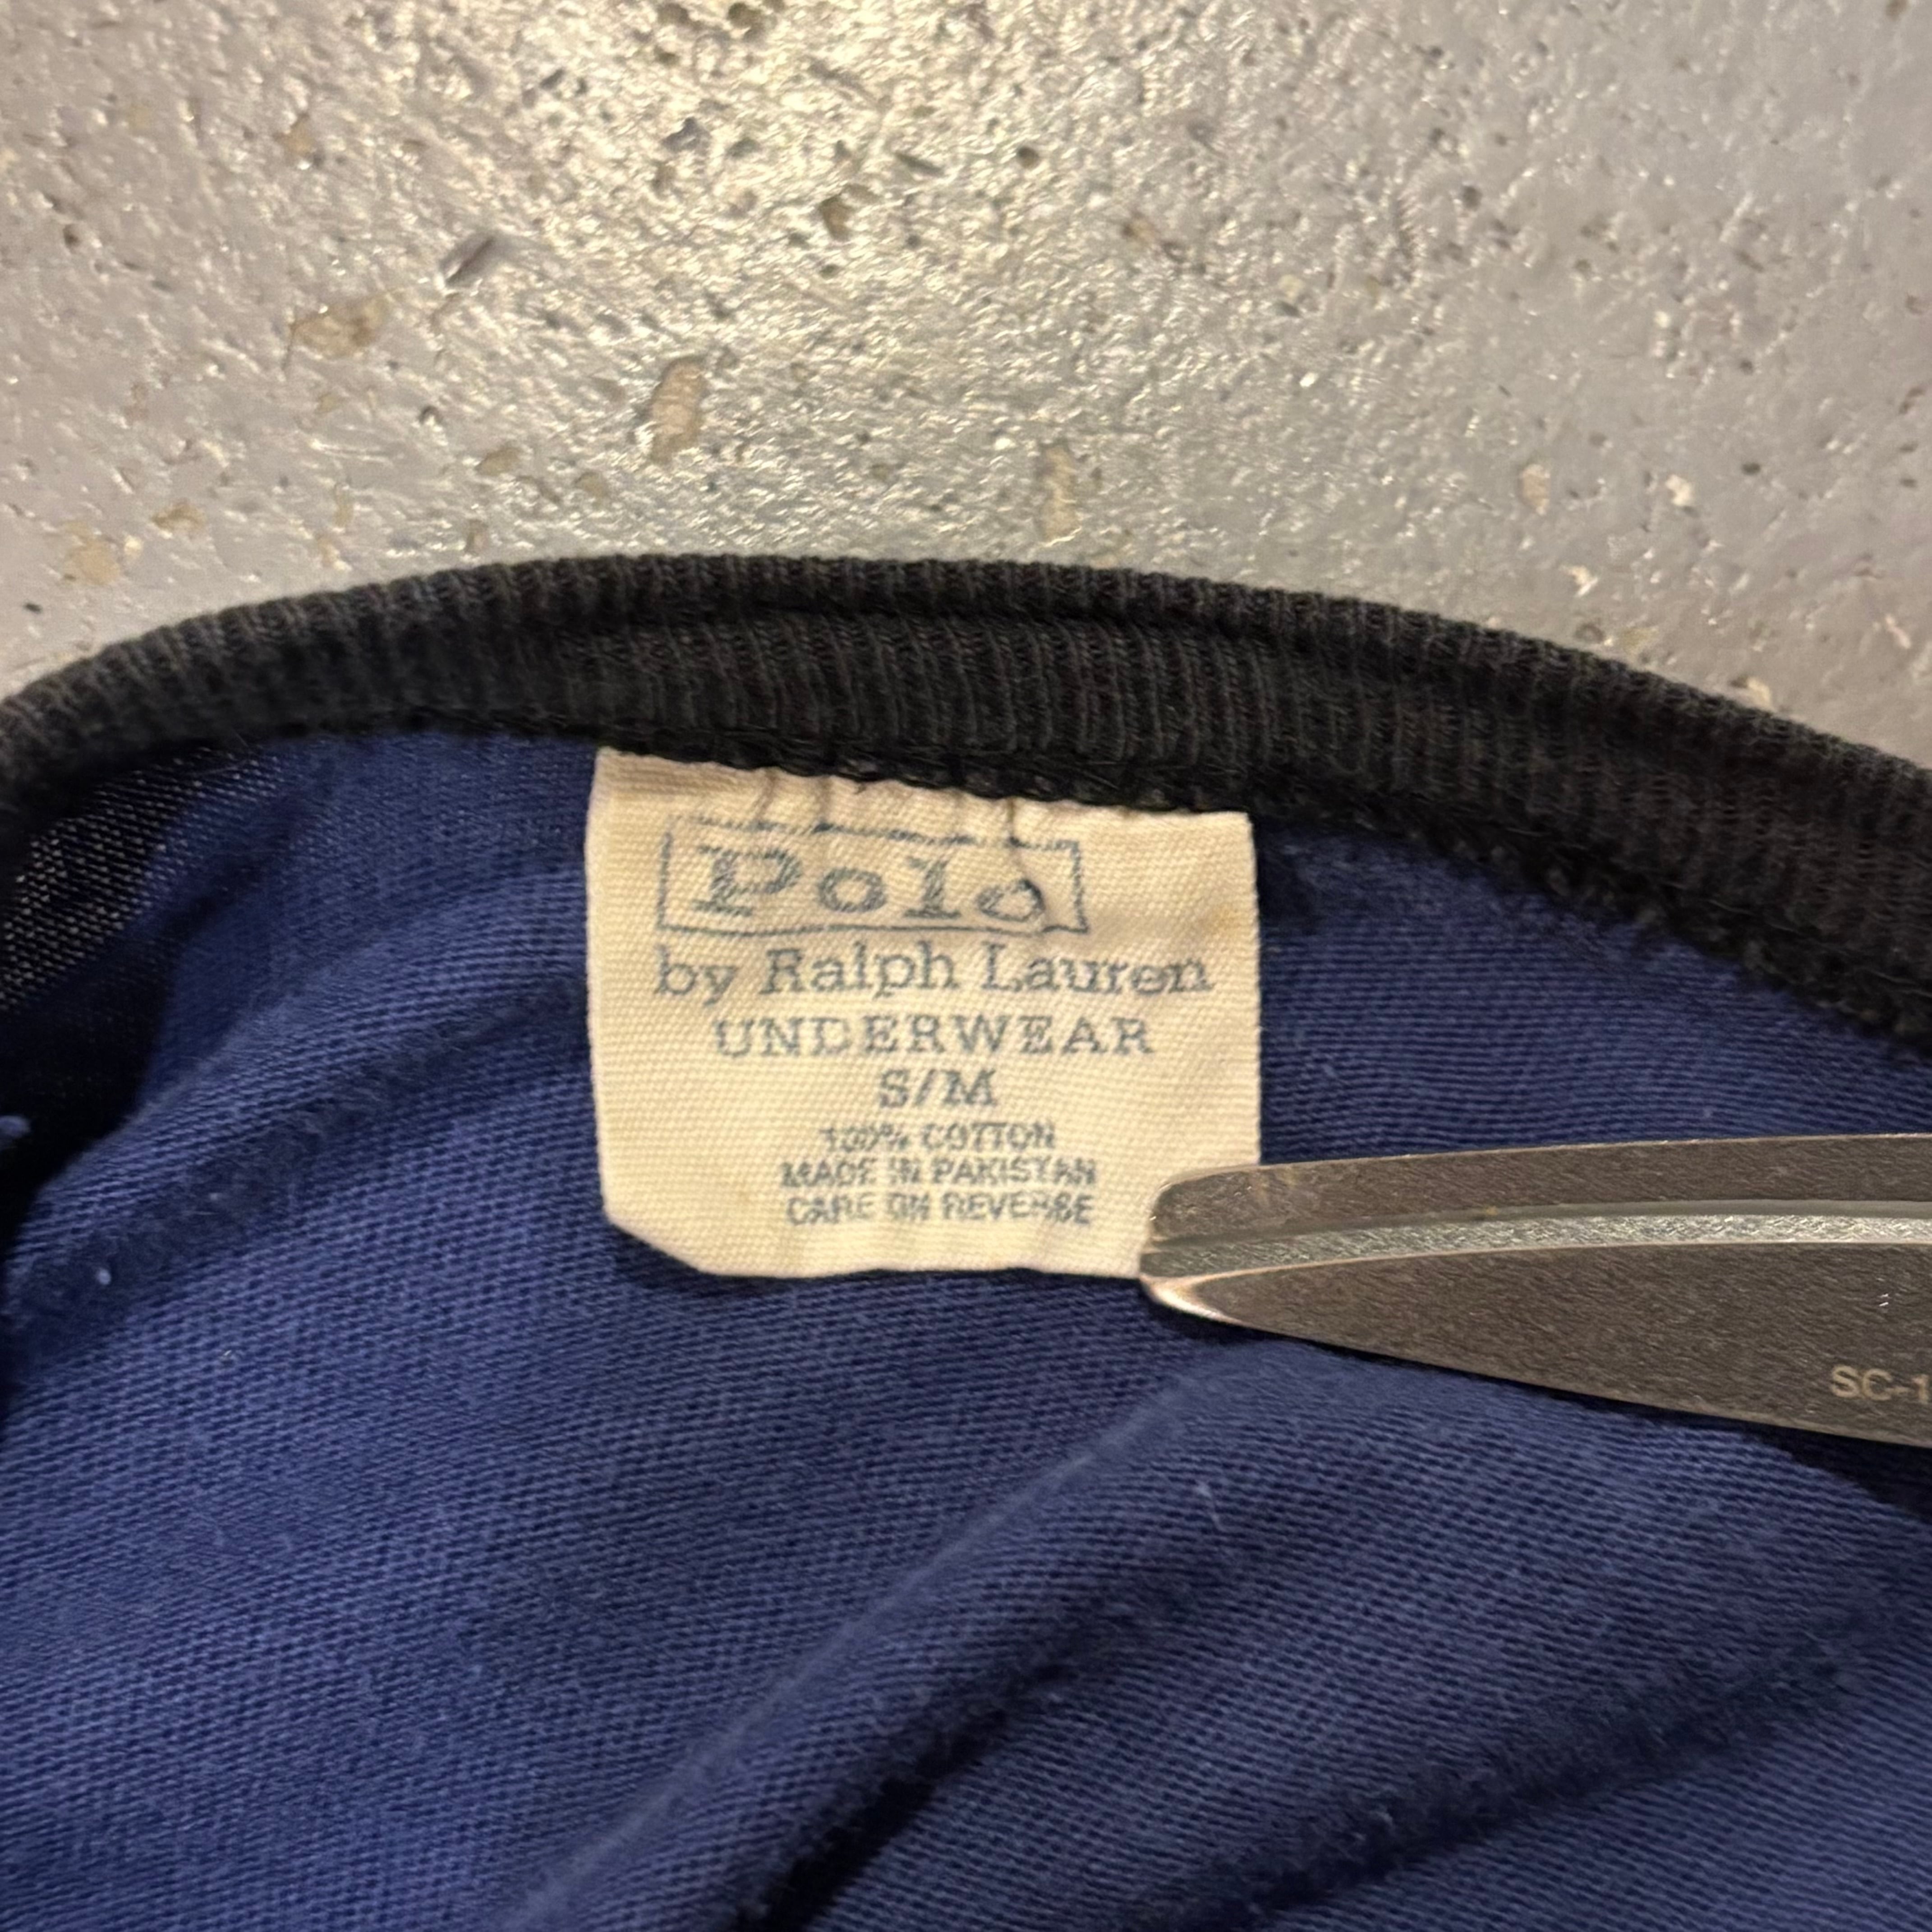 Polo
by Ralph Lauren
UNDERWEAR
S/M
100% COTTON
MADE IN PAKISTAN
CARE ON REVERSE
SC-1